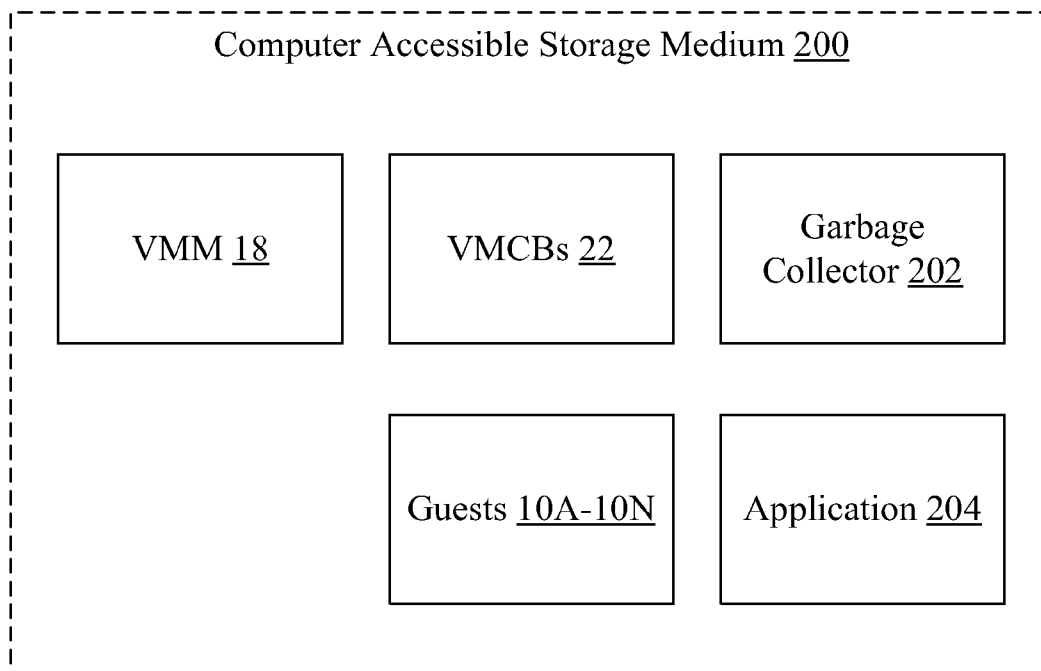 Computer Accessible Storage Medium 200
VMM 18
VMCBs 22
Garbage
Collector 202
Guests 10A-10N
Application 204